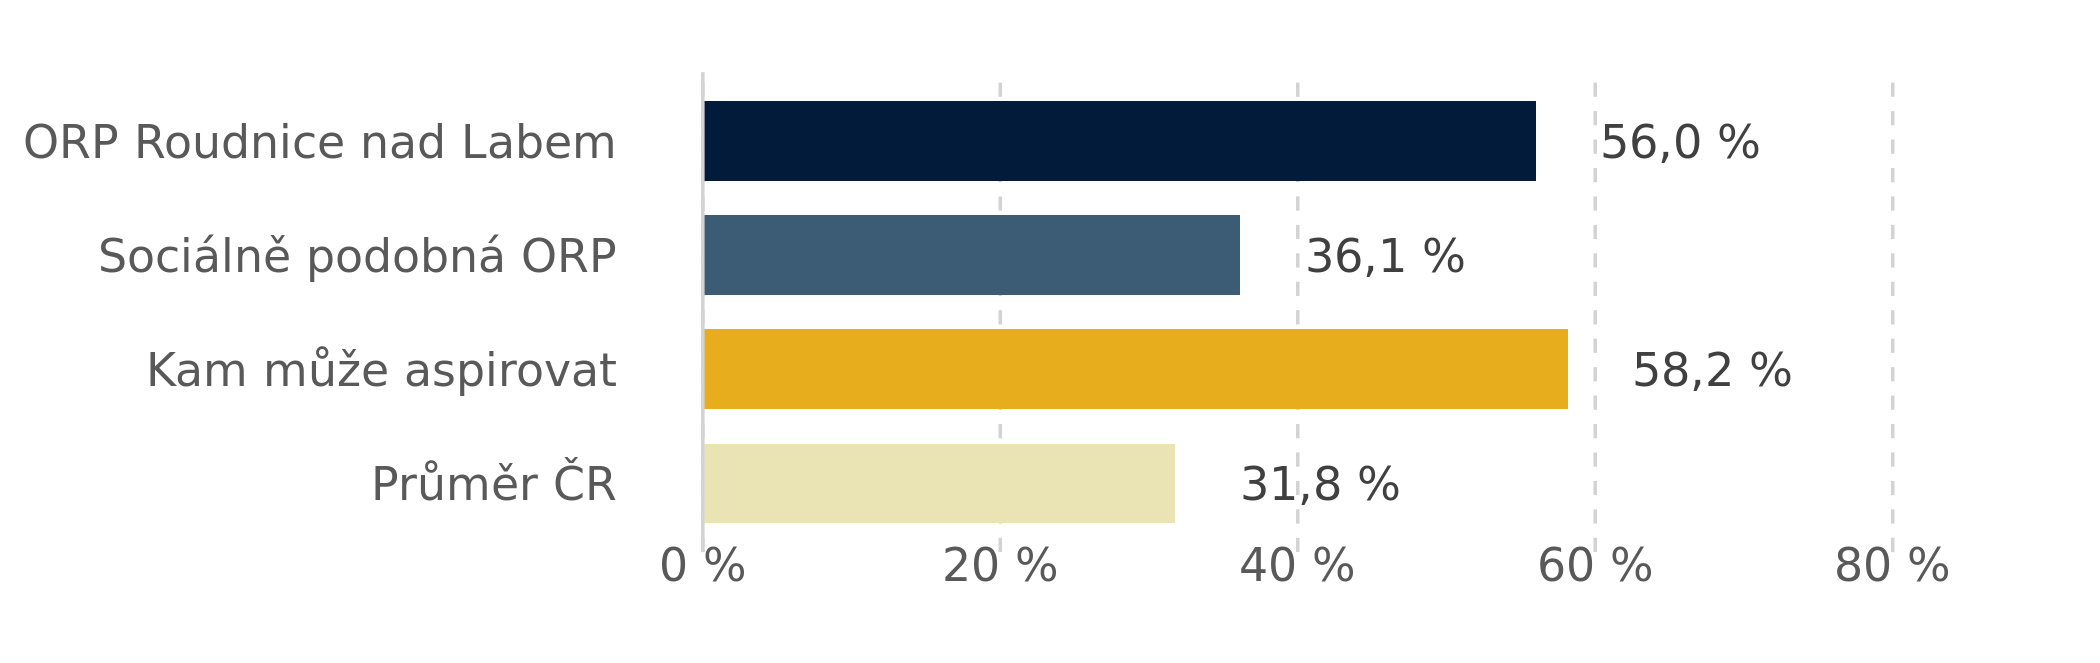 ORP Roudnice nad Labem 56,0 %
Sociálně podobná ORP 36,1 %
Kam může aspirovat 58,2 %
Průměr ČR 31,8 %
0 % 20 % 40 % 60 % 80 %